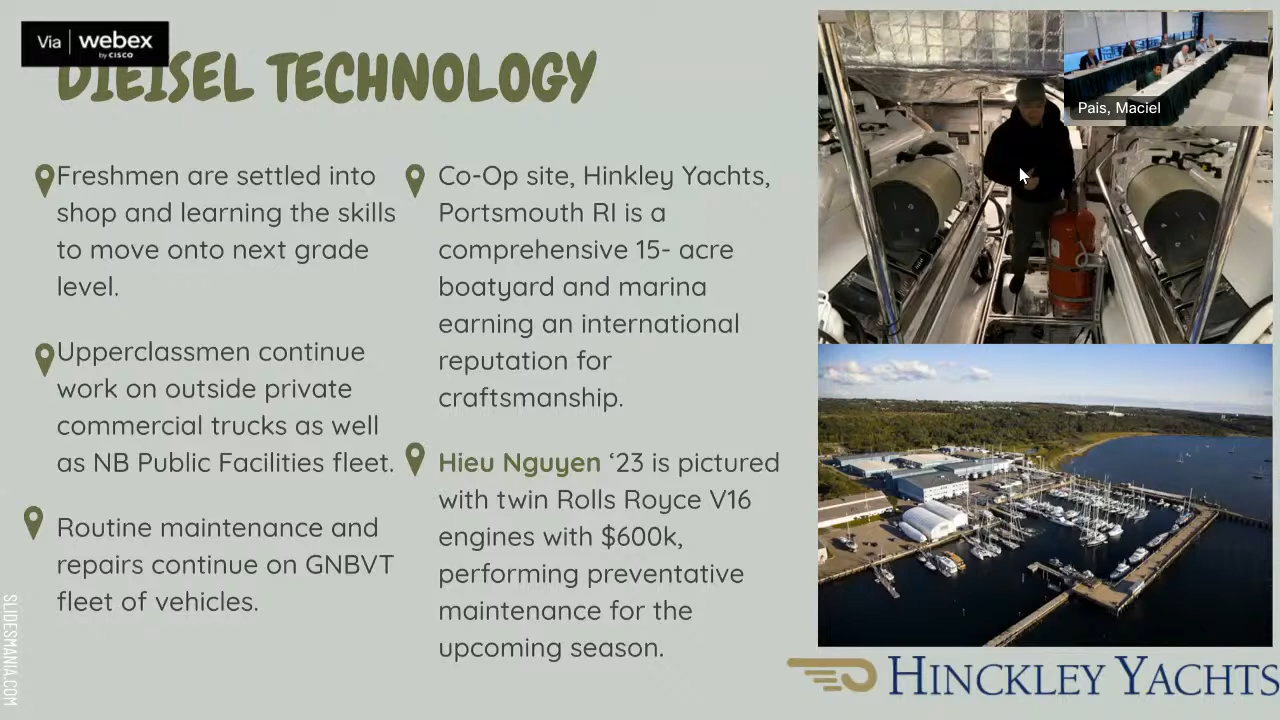 Via webex
by CISCO
DIEISEL TECHNOLOGY
Freshmen are settled into
shop and learning the skills
to move onto next grade
level.
Upperclassmen continue
work on outside private
commercial trucks as well
as NB Public Facilities fleet.
Routine maintenance and
repairs continue on GNBVT
fleet of vehicles.
Co-Op site, Hinkley Yachts,
Portsmouth RI is a
comprehensive 15- acre
boatyard and marina
earning an international
reputation for
craftsmanship.
Hieu Nguyen ‘23 is pictured
with twin Rolls Royce V16
engines with $600k,
performing preventative
maintenance for the
upcoming season.
Pais, Maciel
HINCKLEY YACHTS
SLIDESMANIA.COM